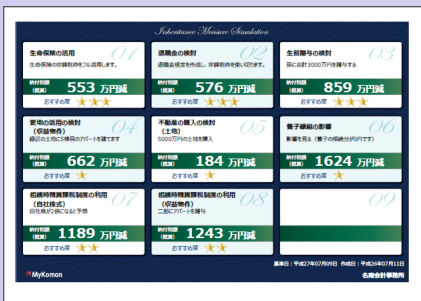 Inheritance Measure Simulation
生命保険の活用 01
生命保険の非課税枠をフル活用します。
納付税額
(概算) 553 万円減
おすすめ度
退職金の検討 02
退職金規定を作成し、非課税枠を使い切ります。
納付税額
(概算) 576 万円減
おすすめ度
生前贈与の検討 03
孫に合計3000万円を贈与する
納付税額
(概算) 859 万円減
おすすめ度
更地の活用の検討 04
(収益物件)
緑区の土地に5棟目のアパートを建てます
納付税額
(概算) 662 万円減
おすすめ度
不動産の購入の検討 05
(土地)
5000万円の土地を購入
納付税額
(概算) 184 万円減
おすすめ度
養子縁組の影響 06
影響を見る(養子の相続分が0円です)
納付税額
(概算) 1624 万円減
おすすめ度
相続時精算課税制度の利用 07
(自社株式)
自社株が2倍になると予想
納付税額
(概算) 1189 万円減
おすすめ度
相続時精算課税制度の利用 08
(収益物件)
二郎にアパートを贈与
納付税額
(概算) 1243 万円減
おすすめ度
09
基準日:平成27年07月09日 作成日:平成26年07月11日
MyKomon
名南会計事務所